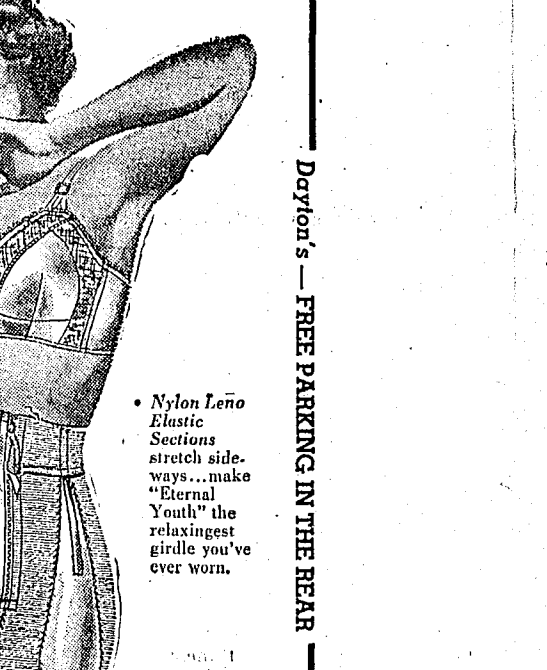 • Nylon Leno
Elastic
Sections
stretch side-
ways...make
“Eternal
Youth” the
relaxingest
girdle you've
ever worn.
Dayton's — FREE PARKING IN THE REAR